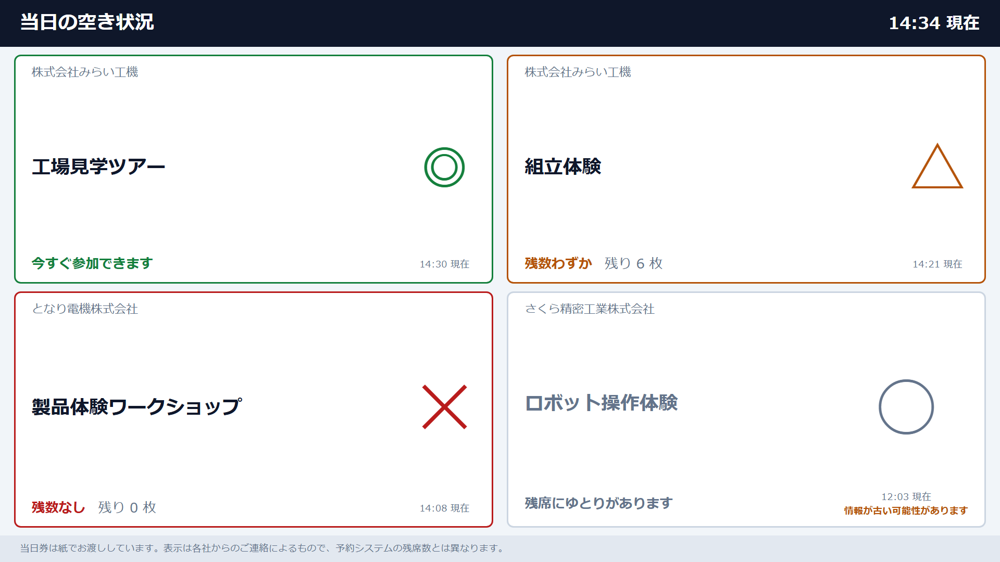 当日の空き状況
14:34 現在
株式会社みらい工機
工場見学ツアー
◎
今すぐ参加できます
14:30 現在
株式会社みらい工機
組立体験
△
残数わずか 残り 6 枚
14:21 現在
となり電機株式会社
製品体験ワークショップ
×
残数なし 残り 0 枚
14:08 現在
さくら精密工業株式会社
ロボット操作体験
○
残席にゆとりがあります
12:03 現在
情報が古い可能性があります
当日券は紙でお渡ししています。表示は各社からのご連絡によるもので、予約システムの残席数とは異なります。